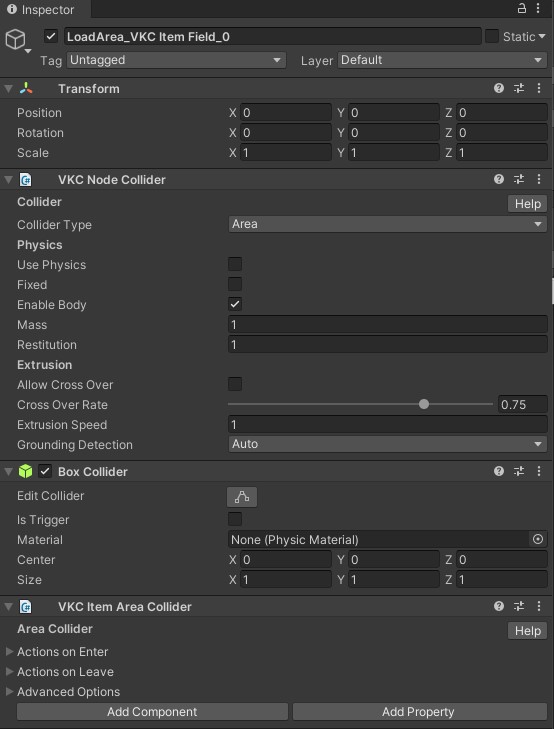 Inspector
LoadArea_VKC Item Field_0 Static
Tag Untagged Layer Default
Transform
Position X 0 Y 0 Z 0
Rotation X 0 Y 0 Z 0
Scale X 1 Y 1 Z 1
VKC Node Collider
Collider Help
Collider Type Area
Physics
Use Physics
Fixed
Enable Body
Mass 1
Restitution 1
Extrusion
Allow Cross Over
Cross Over Rate 0.75
Extrusion Speed 1
Grounding Detection Auto
Box Collider
Edit Collider
Is Trigger
Material None (Physic Material)
Center X 0 Y 0 Z 0
Size X 1 Y 1 Z 1
VKC Item Area Collider
Area Collider Help
Actions on Enter
Actions on Leave
Advanced Options
Add Component Add Property